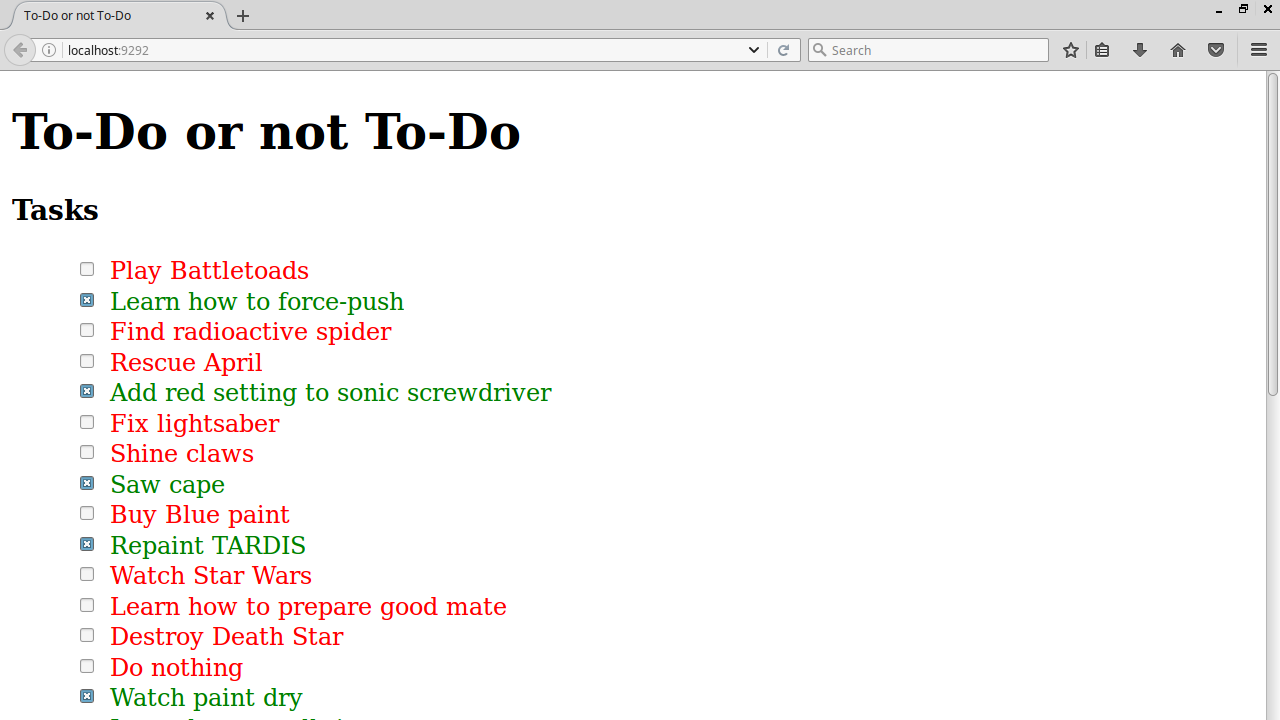 To-Do or not To-Do
localhost:9292
Search
To-Do or not To-Do
Tasks
Play Battletoads
Learn how to force-push
Find radioactive spider
Rescue April
Add red setting to sonic screwdriver
Fix lightsaber
Shine claws
Saw cape
Buy Blue paint
Repaint TARDIS
Watch Star Wars
Learn how to prepare good mate
Destroy Death Star
Do nothing
Watch paint dry